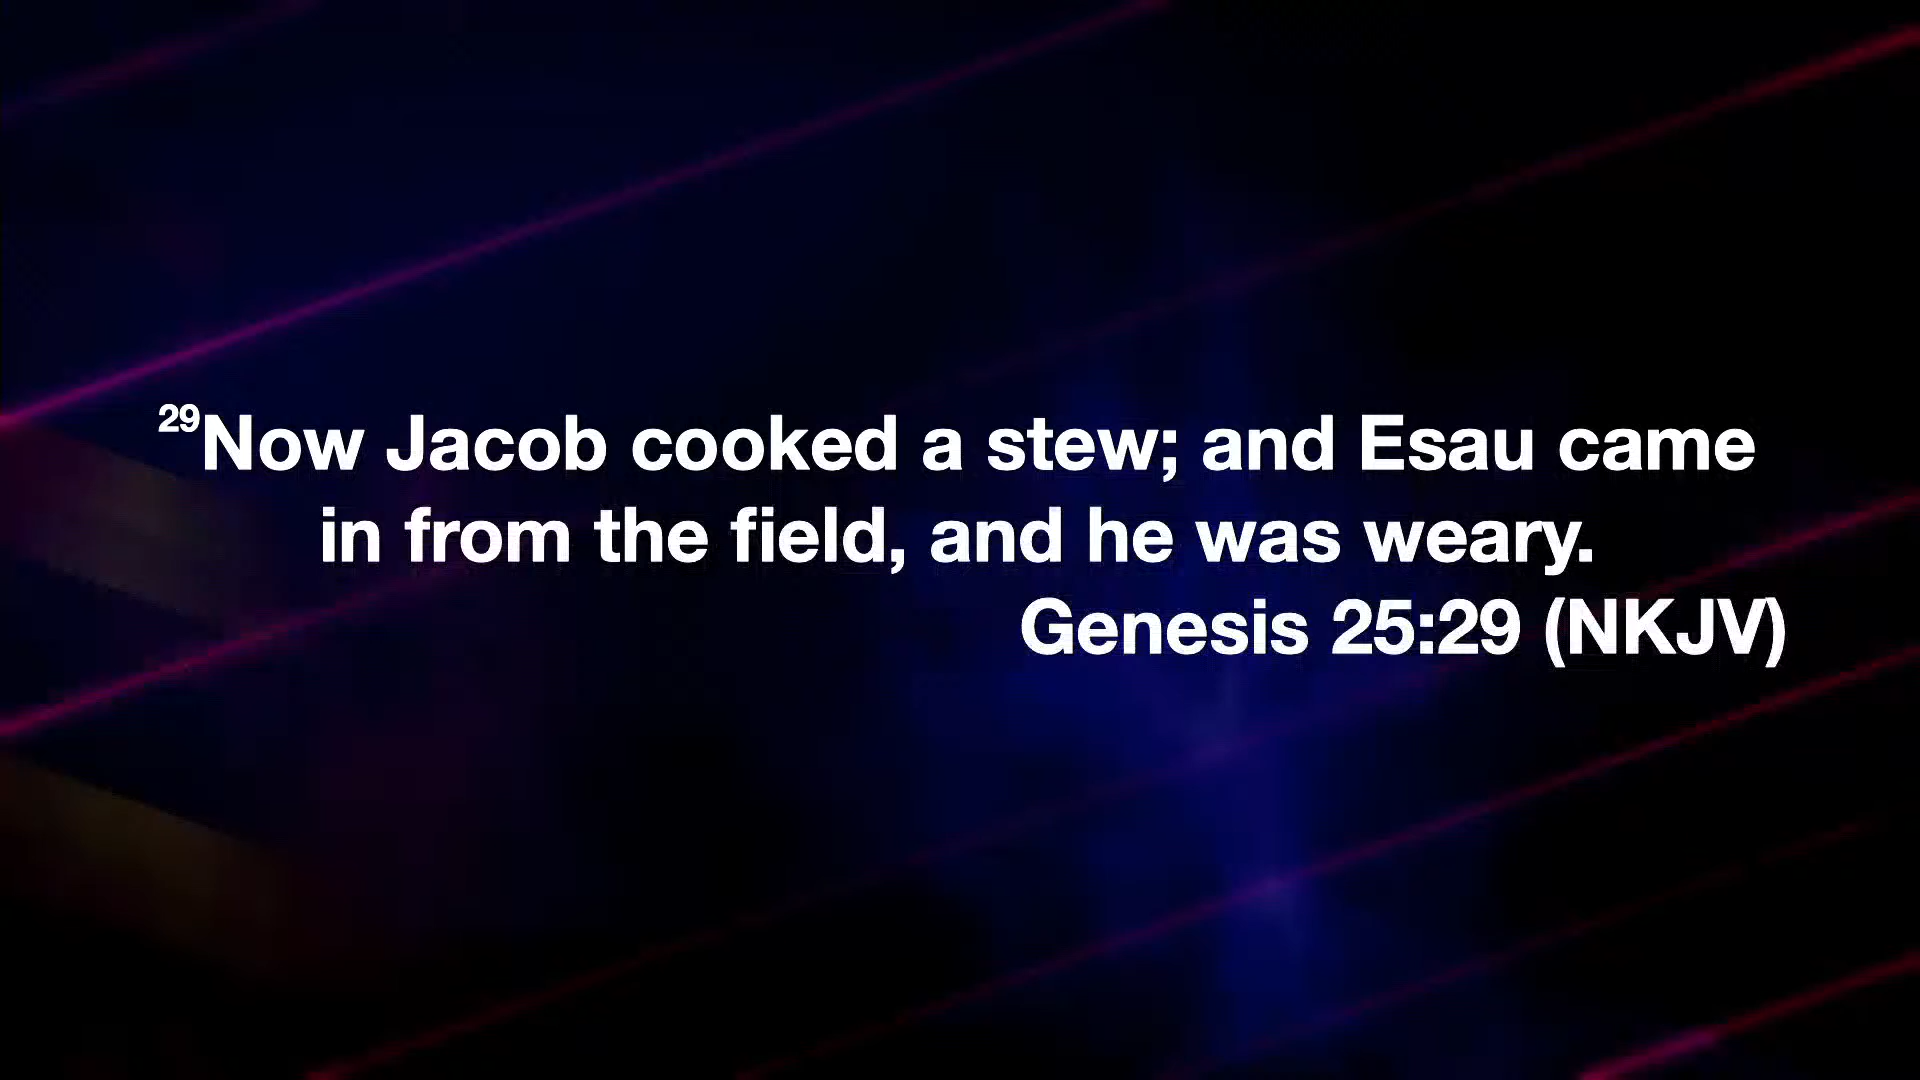 ²⁹Now Jacob cooked a stew; and Esau came
in from the field, and he was weary.
Genesis 25:29 (NKJV)